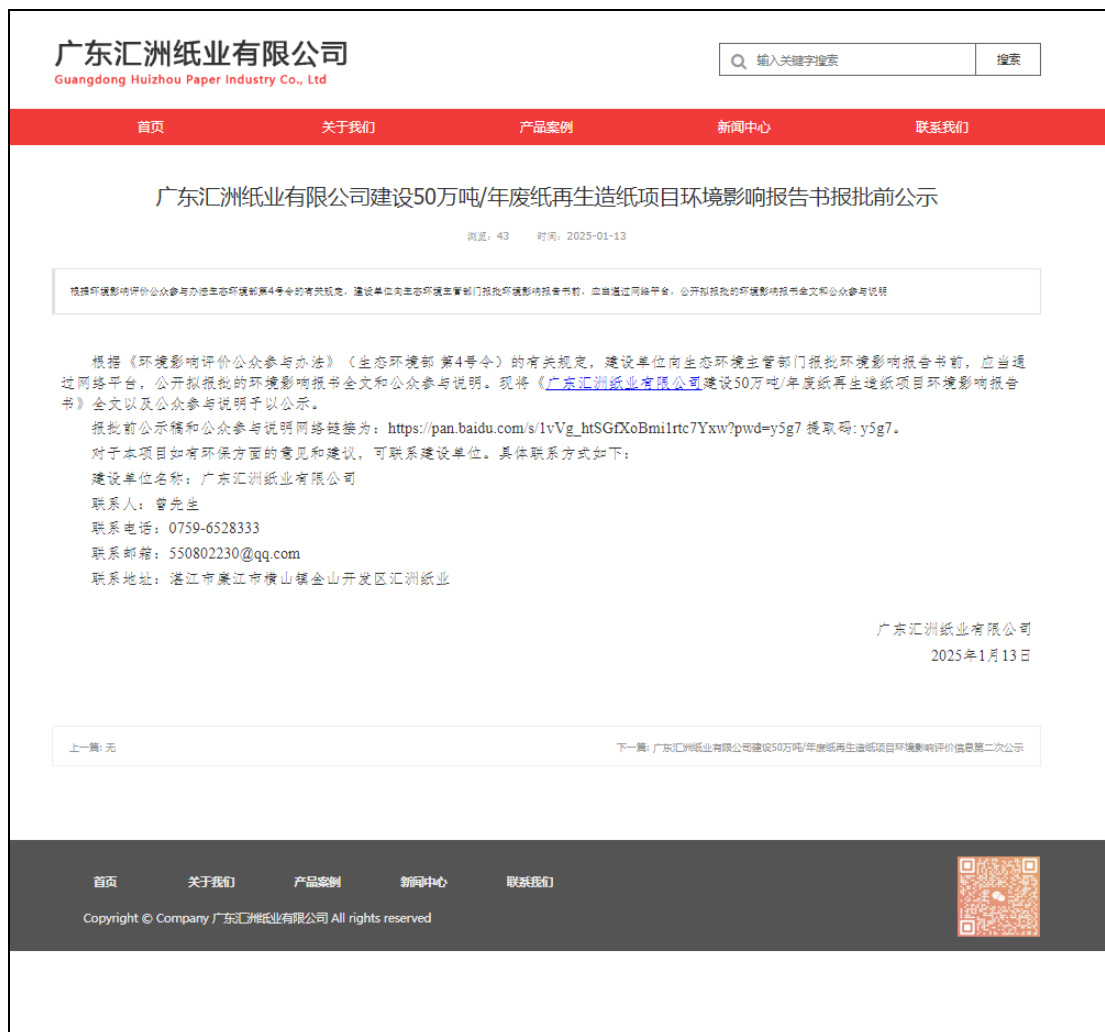 广东汇洲纸业有限公司
Guangdong Huizhou Paper Industry Co., Ltd
输入关键字搜索
搜索
首页 关于我们 产品案例 新闻中心 联系我们
广东汇洲纸业有限公司建设50万吨/年废纸再生造纸项目环境影响报告书报批前公示
浏览：43 时间：2025-01-13
根据环境影响评价公众参与办法生态环境部第4号令的有关规定，建设单位向生态环境主管部门报批环境影响报告书前，应当通过网络平台，公开拟报批的环境影响报书全文和公众参与说明
根据《环境影响评价公众参与办法》（生态环境部 第4号令）的有关规定，建设单位向生态环境主管部门报批环境影响报告书前，应当通
过网络平台，公开拟报批的环境影响报书全文和公众参与说明。现将《广东汇洲纸业有限公司建设50万吨/年废纸再生造纸项目环境影响报告
书》全文以及公众参与说明予以公示。
报批前公示稿和公众参与说明网络链接为：https://pan.baidu.com/s/1vVg_htSGfXoBmi1rtc7Yxw?pwd=y5g7 提取码: y5g7。
对于本项目如有环保方面的意见和建议，可联系建设单位。具体联系方式如下：
建设单位名称：广东汇洲纸业有限公司
联系人：曾先生
联系电话：0759-6528333
联系邮箱：550802230@qq.com
联系地址：湛江市廉江市横山镇金山开发区汇洲纸业
广东汇洲纸业有限公司
2025年1月13日
上一篇: 无
下一篇: 广东汇洲纸业有限公司建设50万吨/年废纸再生造纸项目环境影响评价信息第二次公示
首页 关于我们 产品案例 新闻中心 联系我们
Copyright © Company 广东汇洲纸业有限公司 All rights reserved